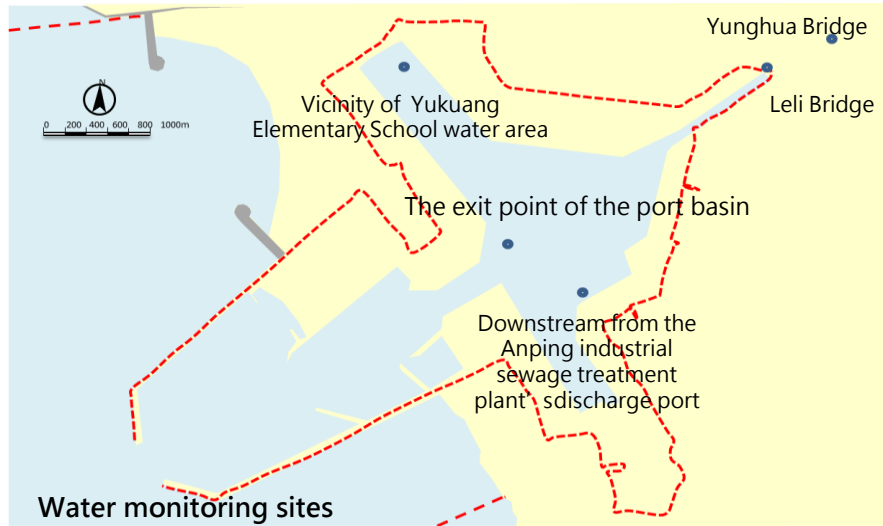 Yunghua Bridge
Leli Bridge
N
0 200 400 600 800 1000m
Vicinity of Yukuang
Elementary School water area
The exit point of the port basin
Downstream from the
Anping industrial
sewage treatment
plant’ sdischarge port
Water monitoring sites